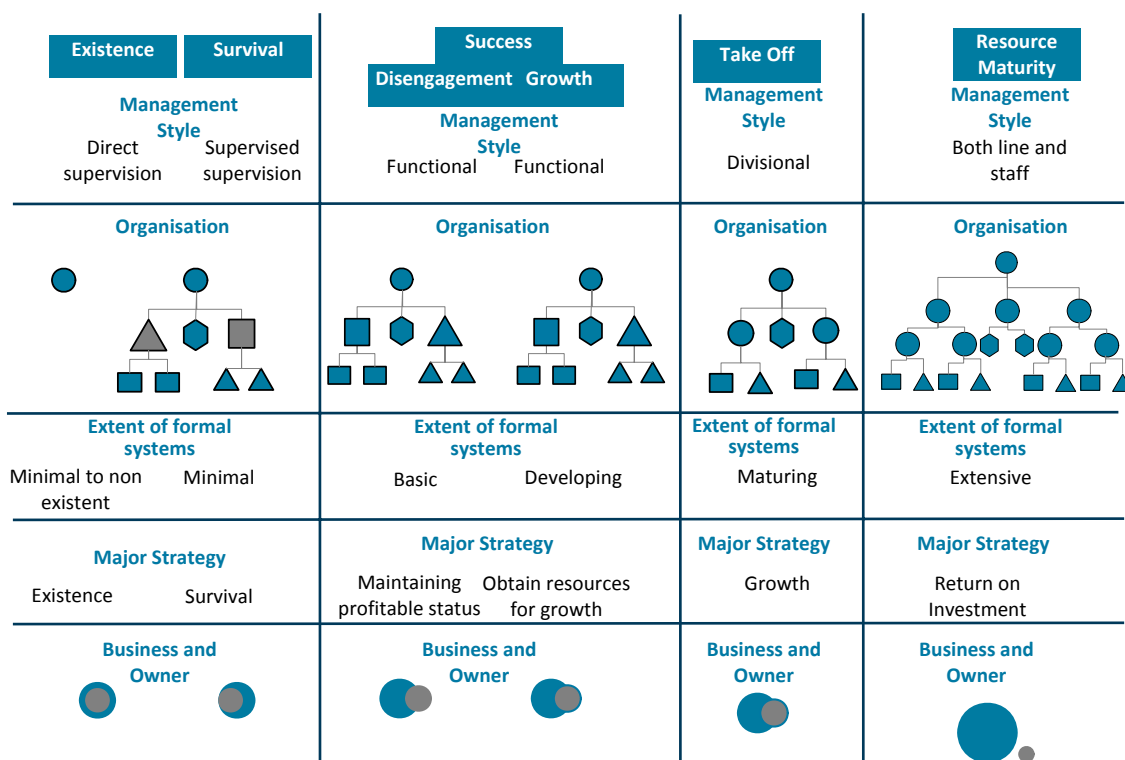 Existence
Survival
Success
Disengagement
Growth
Take Off
Resource
Maturity
Management
Style
Direct
supervision
Supervised
supervision
Management
Style
Functional
Functional
Management
Style
Divisional
Management
Style
Both line and
staff
Organisation
Organisation
Organisation
Organisation
Extent of formal
systems
Minimal to non
existent
Minimal
Extent of formal
systems
Basic
Developing
Extent of formal
systems
Maturing
Extent of formal
systems
Extensive
Major Strategy
Existence
Survival
Major Strategy
Maintaining
profitable status
Obtain resources
for growth
Major Strategy
Growth
Major Strategy
Return on
Investment
Business and
Owner
Business and
Owner
Business and
Owner
Business and
Owner